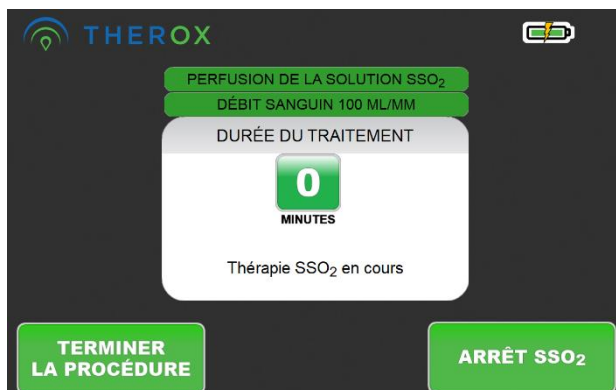 THEROX
PERFUSION DE LA SOLUTION SSO₂
DÉBIT SANGUIN 100 ML/MM
DURÉE DU TRAITEMENT
0
MINUTES
Thérapie SSO₂ en cours
TERMINER
LA PROCÉDURE
ARRÊT SSO₂